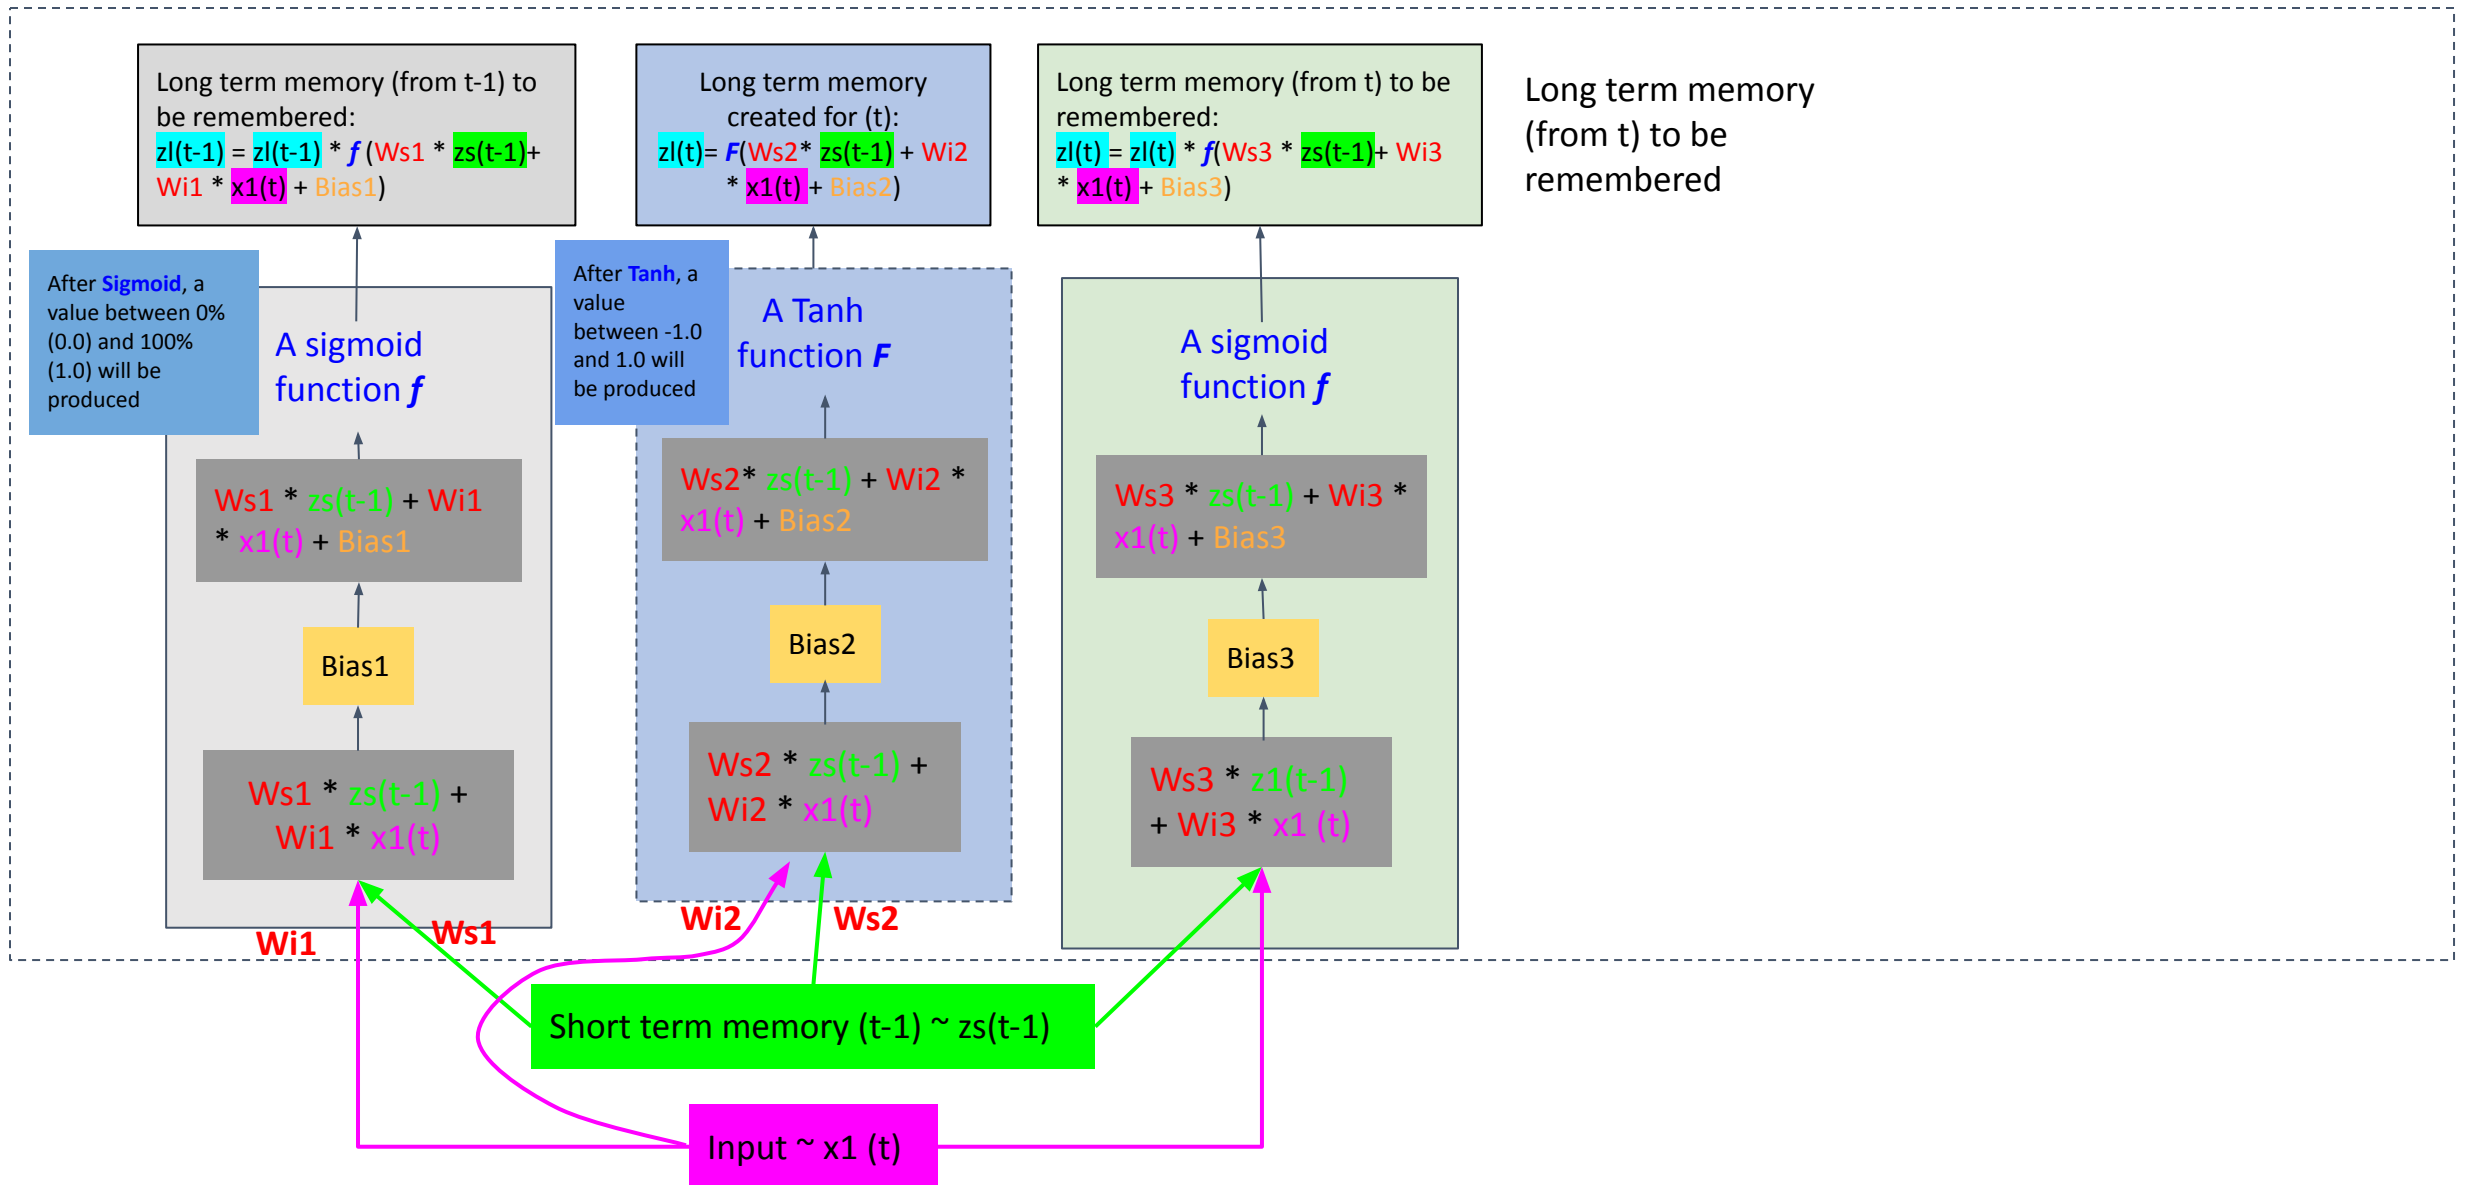 Long term memory (from t-1) to
be remembered:
zl(t-1) = zl(t-1) * f (Ws1 * zs(t-1)+
Wi1 * x1(t) + Bias1)
Long term memory
created for (t):
zl(t)= F(Ws2* zs(t-1) + Wi2
* x1(t) + Bias2)
Long term memory (from t) to be
remembered:
zl(t) = zl(t) * f(Ws3 * zs(t-1)+ Wi3
* x1(t) + Bias3)
Long term memory
(from t) to be
remembered
After Sigmoid, a
value between 0%
(0.0) and 100%
(1.0) will be
produced
A sigmoid
function f
After Tanh, a
value
between -1.0
and 1.0 will
be produced
A Tanh
function F
A sigmoid
function f
Ws1 * zs(t-1) + Wi1
* x1(t) + Bias1
Ws2* zs(t-1) + Wi2 *
x1(t) + Bias2
Ws3 * zs(t-1) + Wi3 *
x1(t) + Bias3
Bias1
Bias2
Bias3
Ws1 * zs(t-1) +
Wi1 * x1(t)
Ws2 * zs(t-1) +
Wi2 * x1(t)
Ws3 * z1(t-1)
+ Wi3 * x1 (t)
Wi1
Ws1
Wi2
Ws2
Short term memory (t-1) ~ zs(t-1)
Input ~ x1 (t)